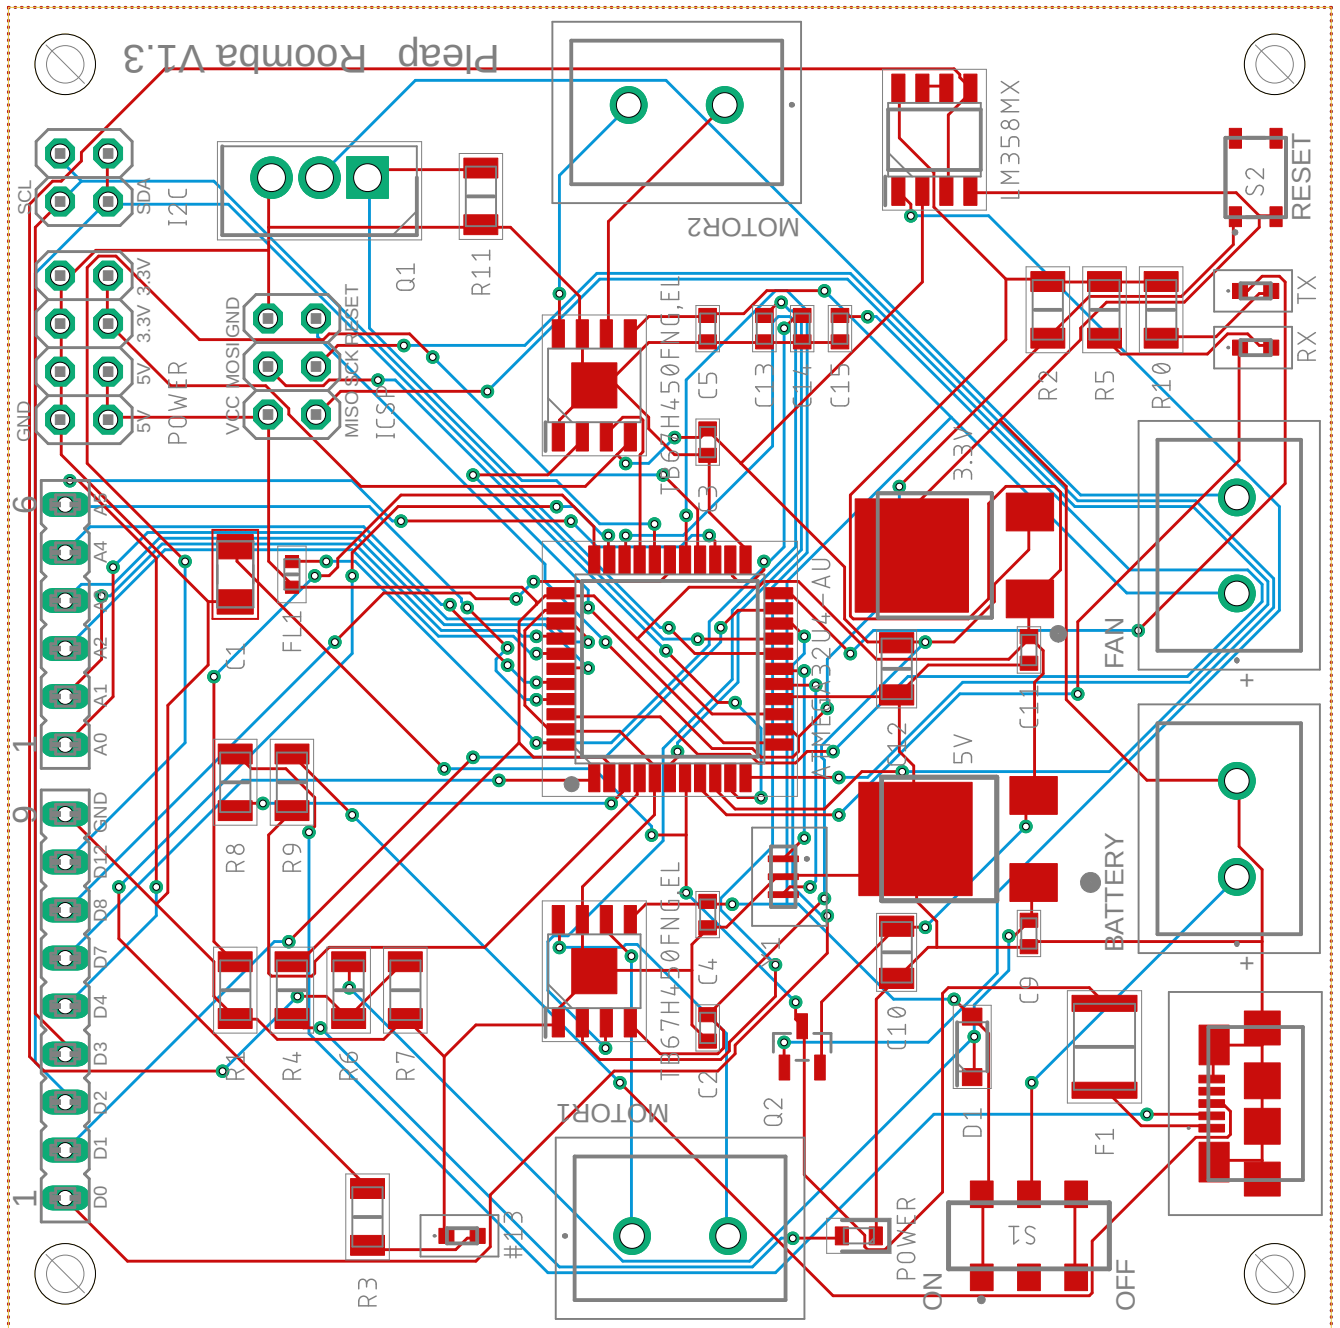 Pleap Roomba V1.3
LM358MX
RESET
S2
SCL
SDA
I2C
Q1
R11
MOTOR2
GND
3.3V
3.3V
5V
5V
POWER
GND
MOSI
VCC
RESET
SCK
MISO
ICSP
TB67H450FNG,EL
C5
C13
C14
C15
C3
R2
R5
R10
TX
RX
3.3V
6
A5
A4
A2
A1
A0
1
C1
FL1
ATMEGA32U4-AU
C12
C11
FAN
+
5V
9
GND
D12
D8
D7
D4
D3
D2
D1
D0
1
R8
R9
R1
R4
R6
R7
TB67H450FNG,EL
C4
C2
C10
C9
BATTERY
+
MOTOR1
Q2
D1
F1
R3
#13
POWER
S1
ON
OFF